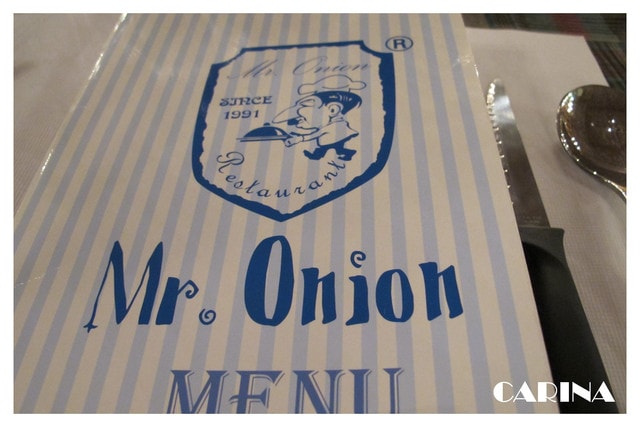 ®
Mr. Onion
SINCE
1991
Restaurant
Mr. Onion
MENU
CARINA